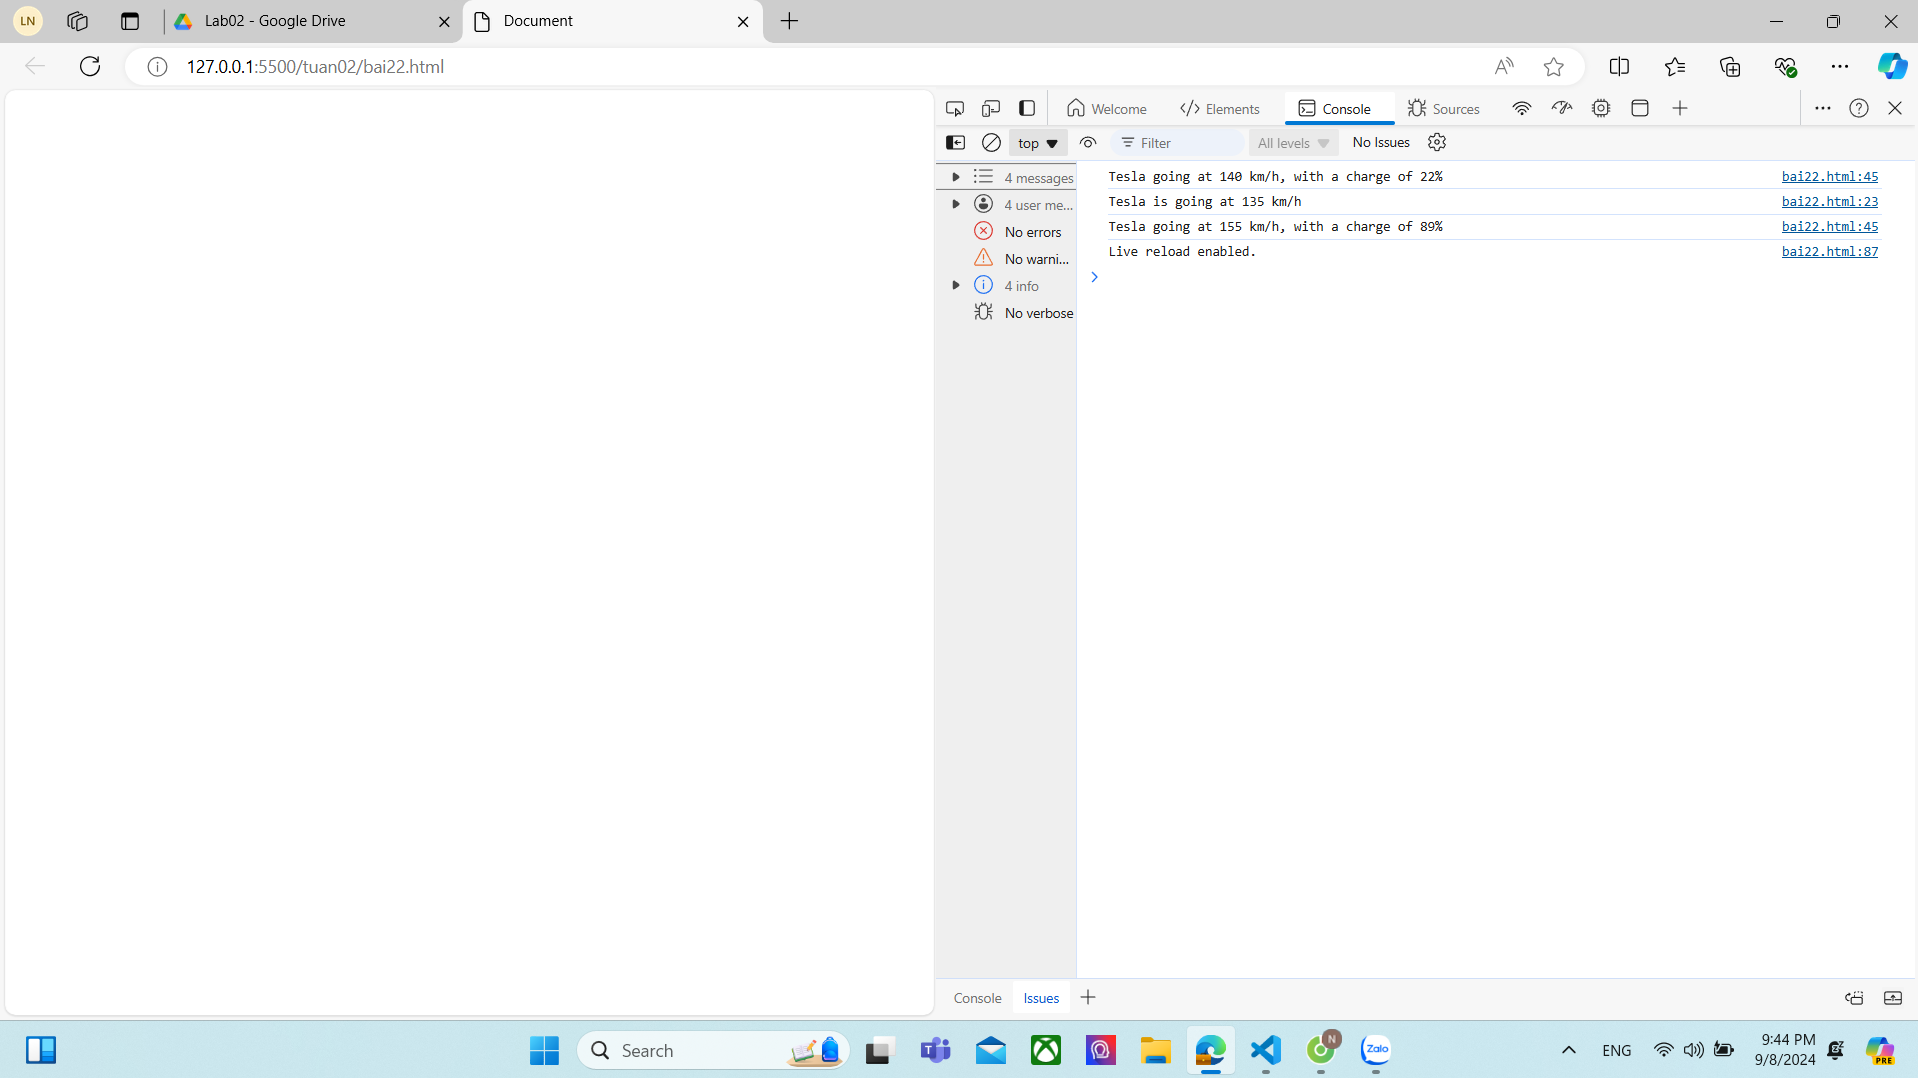 LN
Lab02 - Google Drive
Document
127.0.0.1:5500/tuan02/bai22.html
Welcome
Elements
Console
Sources
top
Filter
All levels
No Issues
4 messages
4 user me...
No errors
No warni...
4 info
No verbose
Tesla going at 140 km/h, with a charge of 22% bai22.html:45
Tesla is going at 135 km/h bai22.html:23
Tesla going at 155 km/h, with a charge of 89% bai22.html:45
Live reload enabled. bai22.html:87
Console
Issues
Search
N
Zalo
ENG
9:44 PM
9/8/2024
PRE